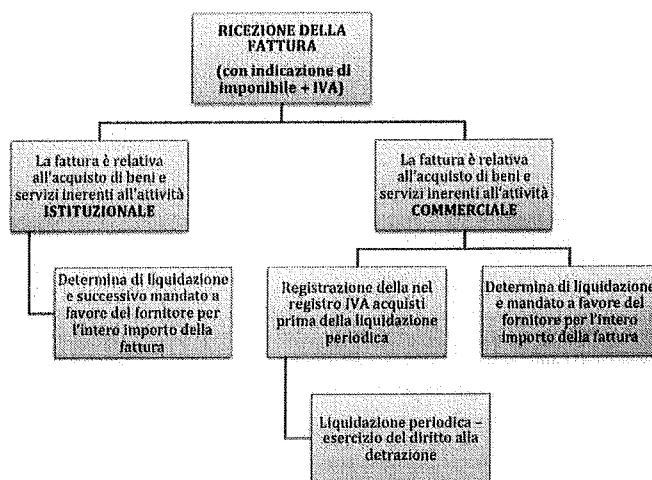 RICEZIONE DELLA
FATTURA
(con indicazione di
imponibile + IVA)
La fattura è relativa
all'acquisto di beni e
servizi inerenti all'attività
ISTITUZIONALE
La fattura è relativa
all'acquisto di beni e
servizi inerenti all'attività
COMMERCIALE
Determina di liquidazione
e successivo mandato a
favore del fornitore per
l'intero importo della
fattura
Registrazione della nel
registro IVA acquisti
prima della liquidazione
periodica
Determina di liquidazione
e mandato a favore del
fornitore per l'intero
importo della fattura
Liquidazione periodica –
esercizio del diritto alla
detrazione